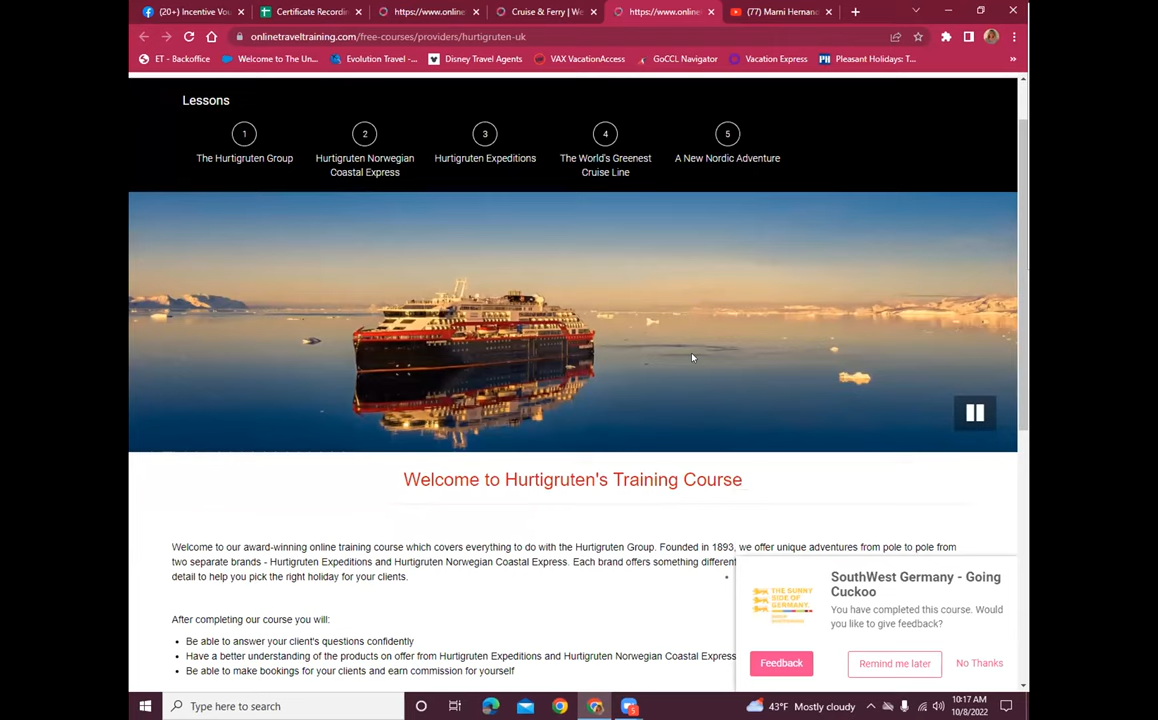 (20+) Incentive Vou
Certificate Recordin
https://www.online
Cruise & Ferry | We
https://www.online
(77) Marni Hernand
onlinetraveltraining.com/free-courses/providers/hurtigruten-uk
ET - Backoffice
Welcome to The Un...
Evolution Travel -...
Disney Travel Agents
VAX VacationAccess
GoCCL Navigator
Vacation Express
PH
Pleasant Holidays: T...
Lessons
1
2
3
4
5
The Hurtigruten Group
Hurtigruten Norwegian
Coastal Express
Hurtigruten Expeditions
The World's Greenest
Cruise Line
A New Nordic Adventure
Welcome to Hurtigruten's Training Course
Welcome to our award-winning online training course which covers everything to do with the Hurtigruten Group. Founded in 1893, we offer unique adventures from pole to pole from
two separate brands - Hurtigruten Expeditions and Hurtigruten Norwegian Coastal Express. Each brand offers something different
detail to help you pick the right holiday for your clients.
After completing our course you will:
Be able to answer your client's questions confidently
Have a better understanding of the products on offer from Hurtigruten Expeditions and Hurtigruten Norwegian Coastal Express
Be able to make bookings for your clients and earn commission for yourself
THE SUNNY
SIDE OF
GERMANY.
SouthWest Germany - Going
Cuckoo
You have completed this course. Would
you like to give feedback?
Feedback
Remind me later
No Thanks
Type here to search
43°F Mostly cloudy
10:17 AM
10/8/2022